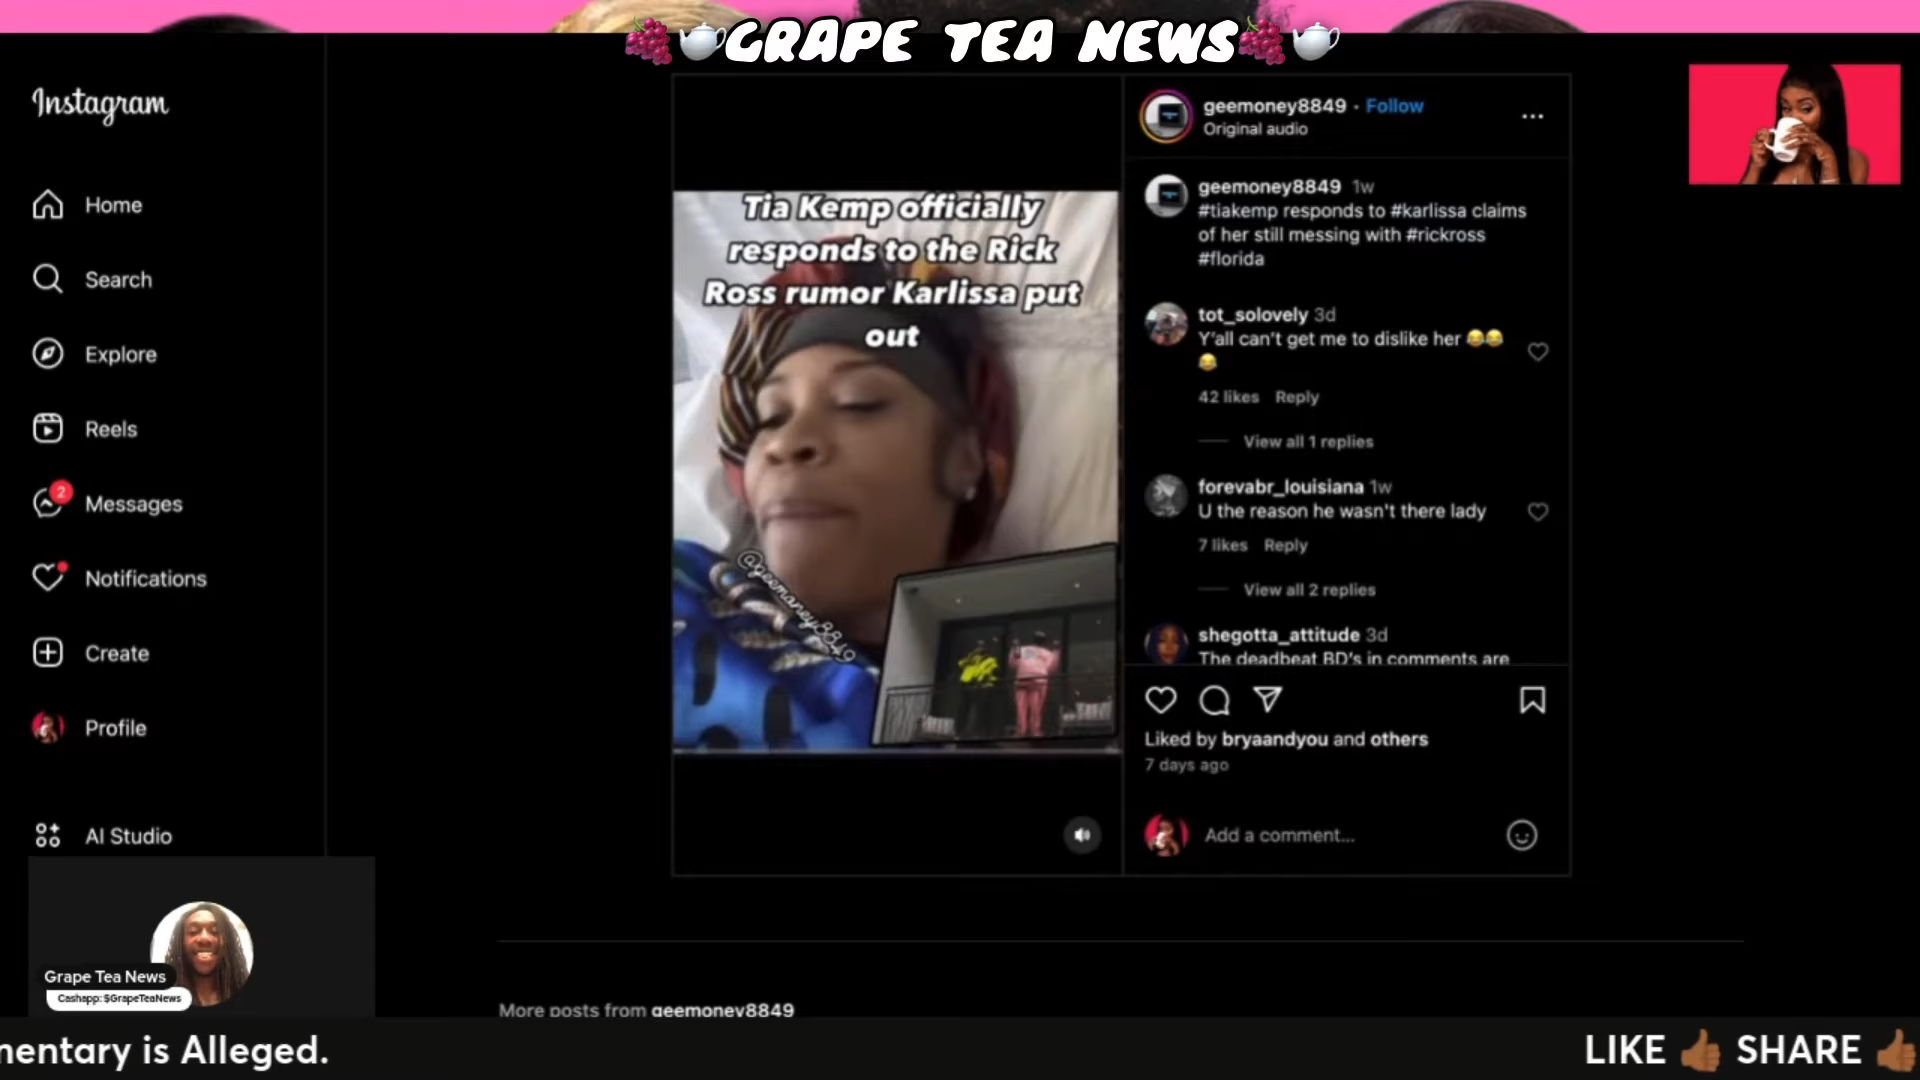 GRAPE TEA NEWS
Instagram
Home
Search
Explore
Reels
2
Messages
Notifications
Create
Profile
AI Studio
Tia Kemp officially
responds to the Rick
Ross rumor Karlissa put
out
@geemoney8849
geemoney8849 • Follow
Original audio
...
geemoney8849 1w
#tiakemp responds to #karlissa claims
of her still messing with #rickross
#florida
tot_solovely 3d
Y'all can't get me to dislike her 😂😂
😂
42 likes Reply
View all 1 replies
forevabr_louisiana 1w
U the reason he wasn't there lady
7 likes Reply
View all 2 replies
shegotta_attitude 3d
The deadbeat BD's in comments are
Liked by bryaandyou and others
7 days ago
Add a comment...
More posts from geemoney8849
Grape Tea News
Cashapp: $GrapeTeaNews
mentary is Alleged.
LIKE 👍🏾 SHARE 👍🏾